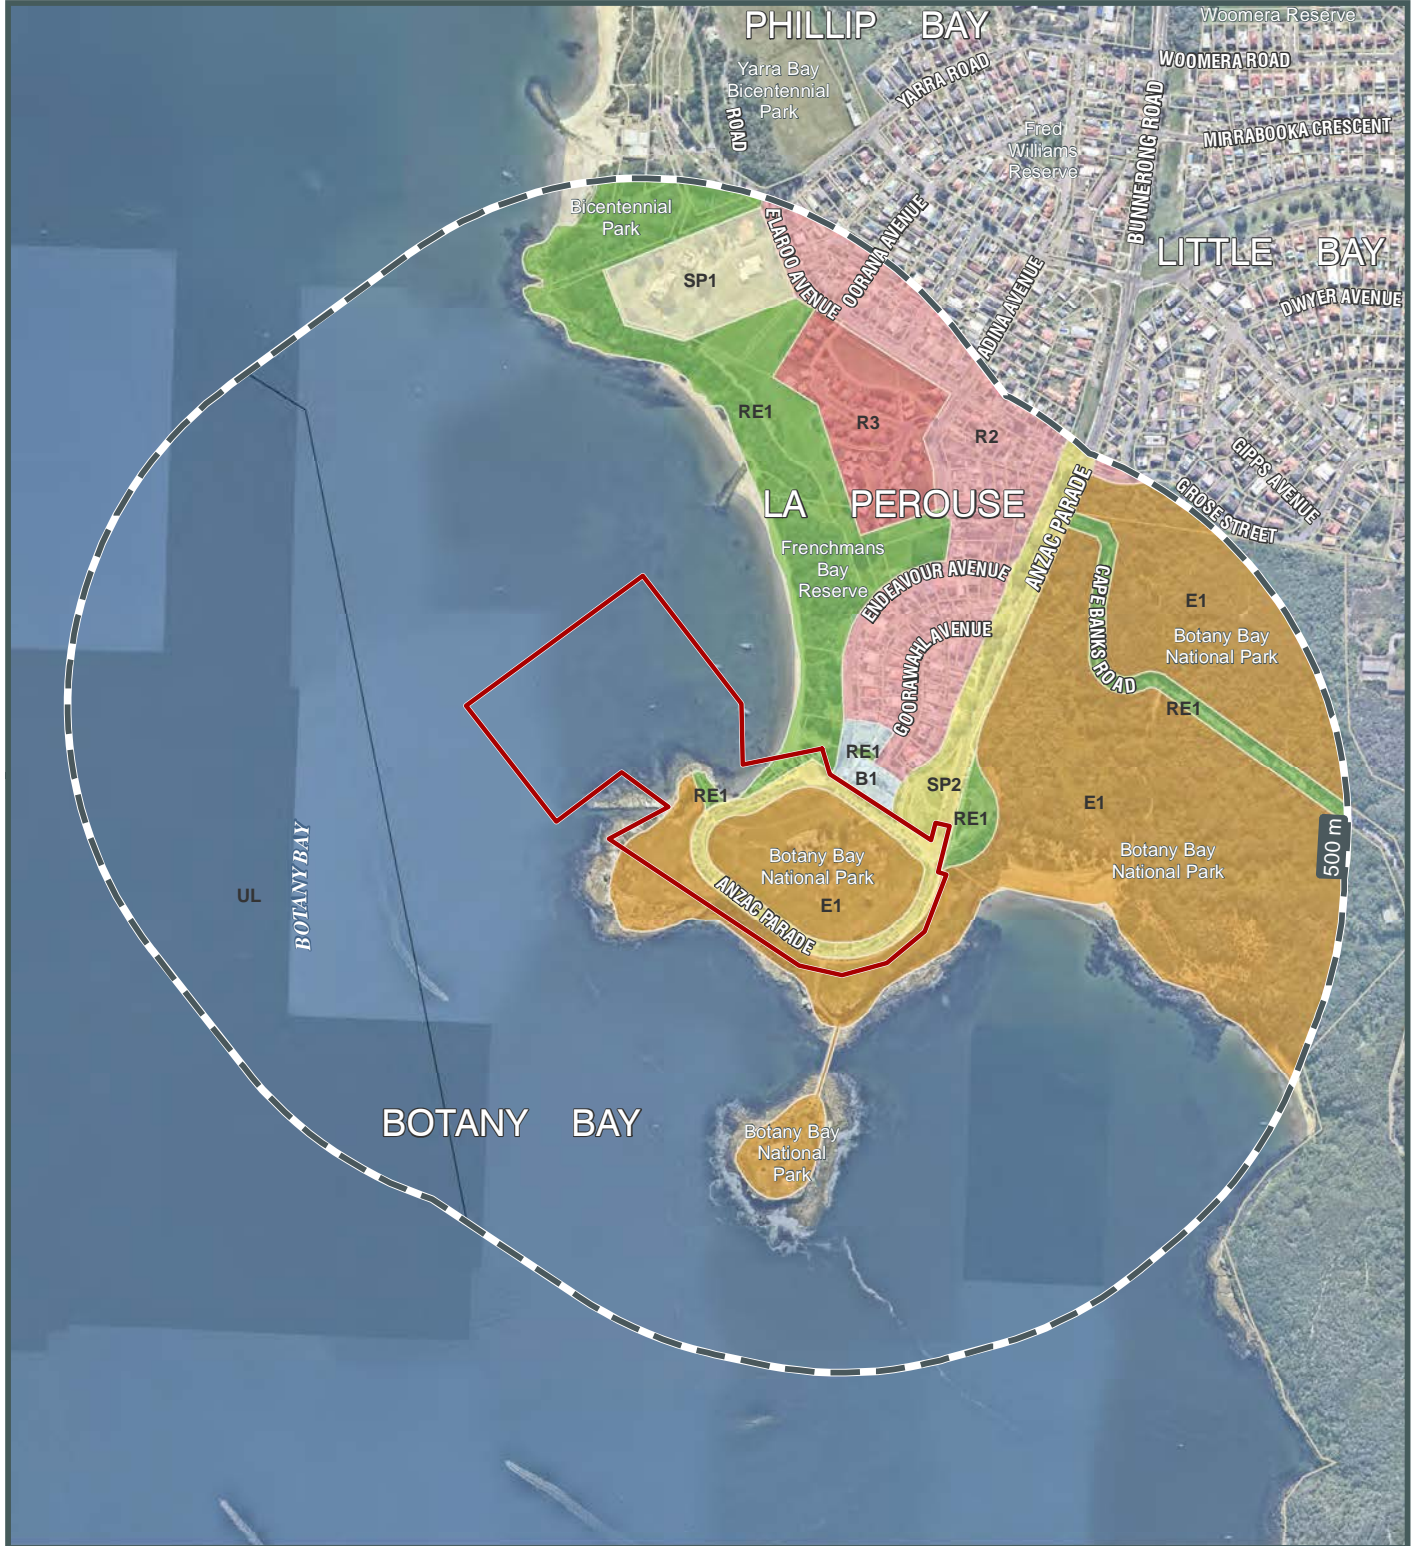 PHILLIP BAY
Woomera Reserve
WOOMERA ROAD
Yarra Bay
Bicentennial
Park
YARRA ROAD
ROAD
BUNNERONG ROAD
MIRRABOOKA CRESCENT
Fred
Williams
Reserve
Bicentennial
Park
ELAROO AVENUE
OORANA AVENUE
LITTLE BAY
SP1
ADINA AVENUE
DWYER AVENUE
RE1
R3
R2
GIPPS AVENUE
GROSE STREET
LA PEROUSE
ANZAC PARADE
Frenchmans
Bay
Reserve
ENDEAVOUR AVENUE
CAPE BANKS ROAD
E1
GOORAWAHL AVENUE
Botany Bay
National Park
RE1
RE1
B1
SP2
RE1
E1
RE1
500 m
Botany Bay
National Park
Botany Bay
National Park
UL
BOTANY BAY
E1
ANZAC PARADE
BOTANY BAY
Botany Bay
National
Park